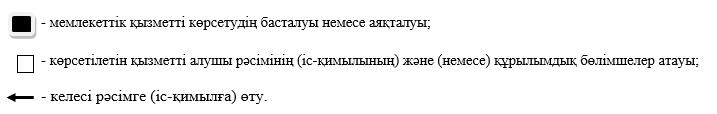 - мемлекеттік қызметті көрсетудің басталуы немесе аяқталуы;
- көрсетілетін қызметті алушы рәсімінің (іс-қимылының) және (немесе) құрылымдық бөлімшелер атауы;
- келесі рәсімге (іс-қимылға) өту.